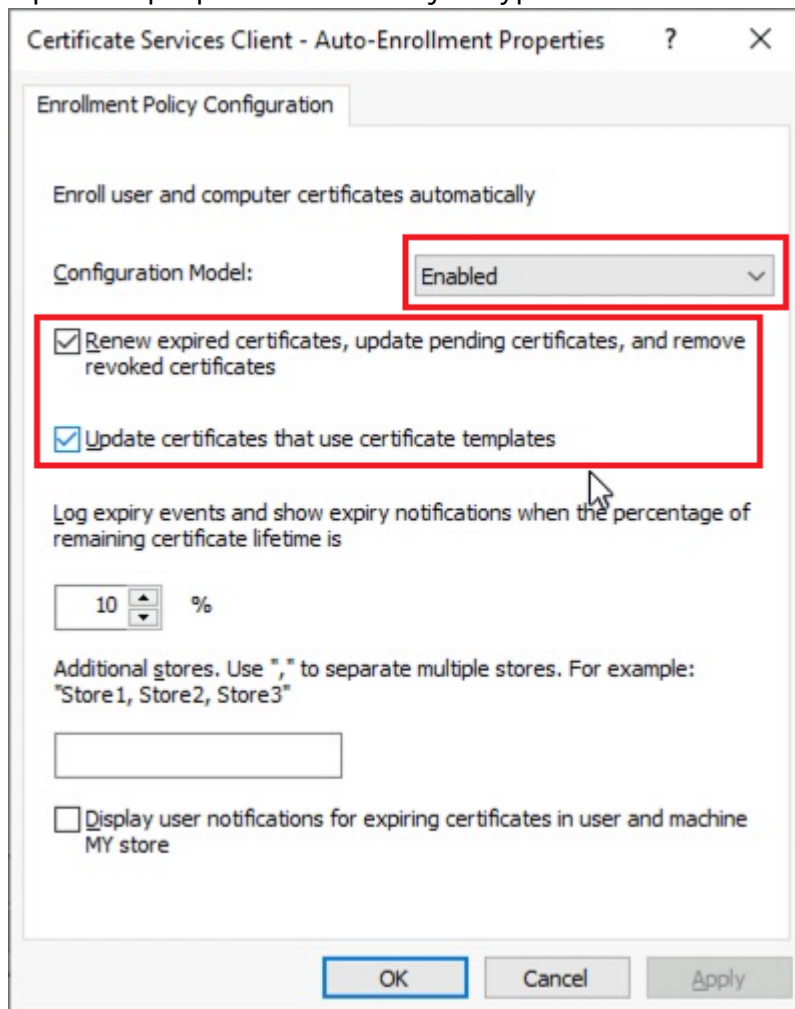 Certificate Services Client - Auto-Enrollment Properties ? X
Enrollment Policy Configuration
Enroll user and computer certificates automatically
Configuration Model: Enabled
Renew expired certificates, update pending certificates, and remove
revoked certificates
Update certificates that use certificate templates
Log expiry events and show expiry notifications when the percentage of
remaining certificate lifetime is
10 %
Additional stores. Use "," to separate multiple stores. For example:
"Store1, Store2, Store3"
Display user notifications for expiring certificates in user and machine
MY store
OK Cancel Apply